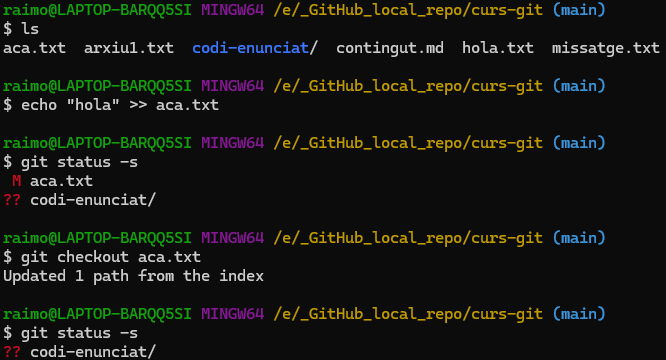 raimo@LAPTOP-BARQQ5SI MINGW64 /e/_GitHub_local_repo/curs-git (main)
$ ls
aca.txt  arxiu1.txt  codi-enunciat/  contingut.md  hola.txt  missatge.txt
raimo@LAPTOP-BARQQ5SI MINGW64 /e/_GitHub_local_repo/curs-git (main)
$ echo "hola" >> aca.txt
raimo@LAPTOP-BARQQ5SI MINGW64 /e/_GitHub_local_repo/curs-git (main)
$ git status -s
 M aca.txt
?? codi-enunciat/
raimo@LAPTOP-BARQQ5SI MINGW64 /e/_GitHub_local_repo/curs-git (main)
$ git checkout aca.txt
Updated 1 path from the index
raimo@LAPTOP-BARQQ5SI MINGW64 /e/_GitHub_local_repo/curs-git (main)
$ git status -s
?? codi-enunciat/